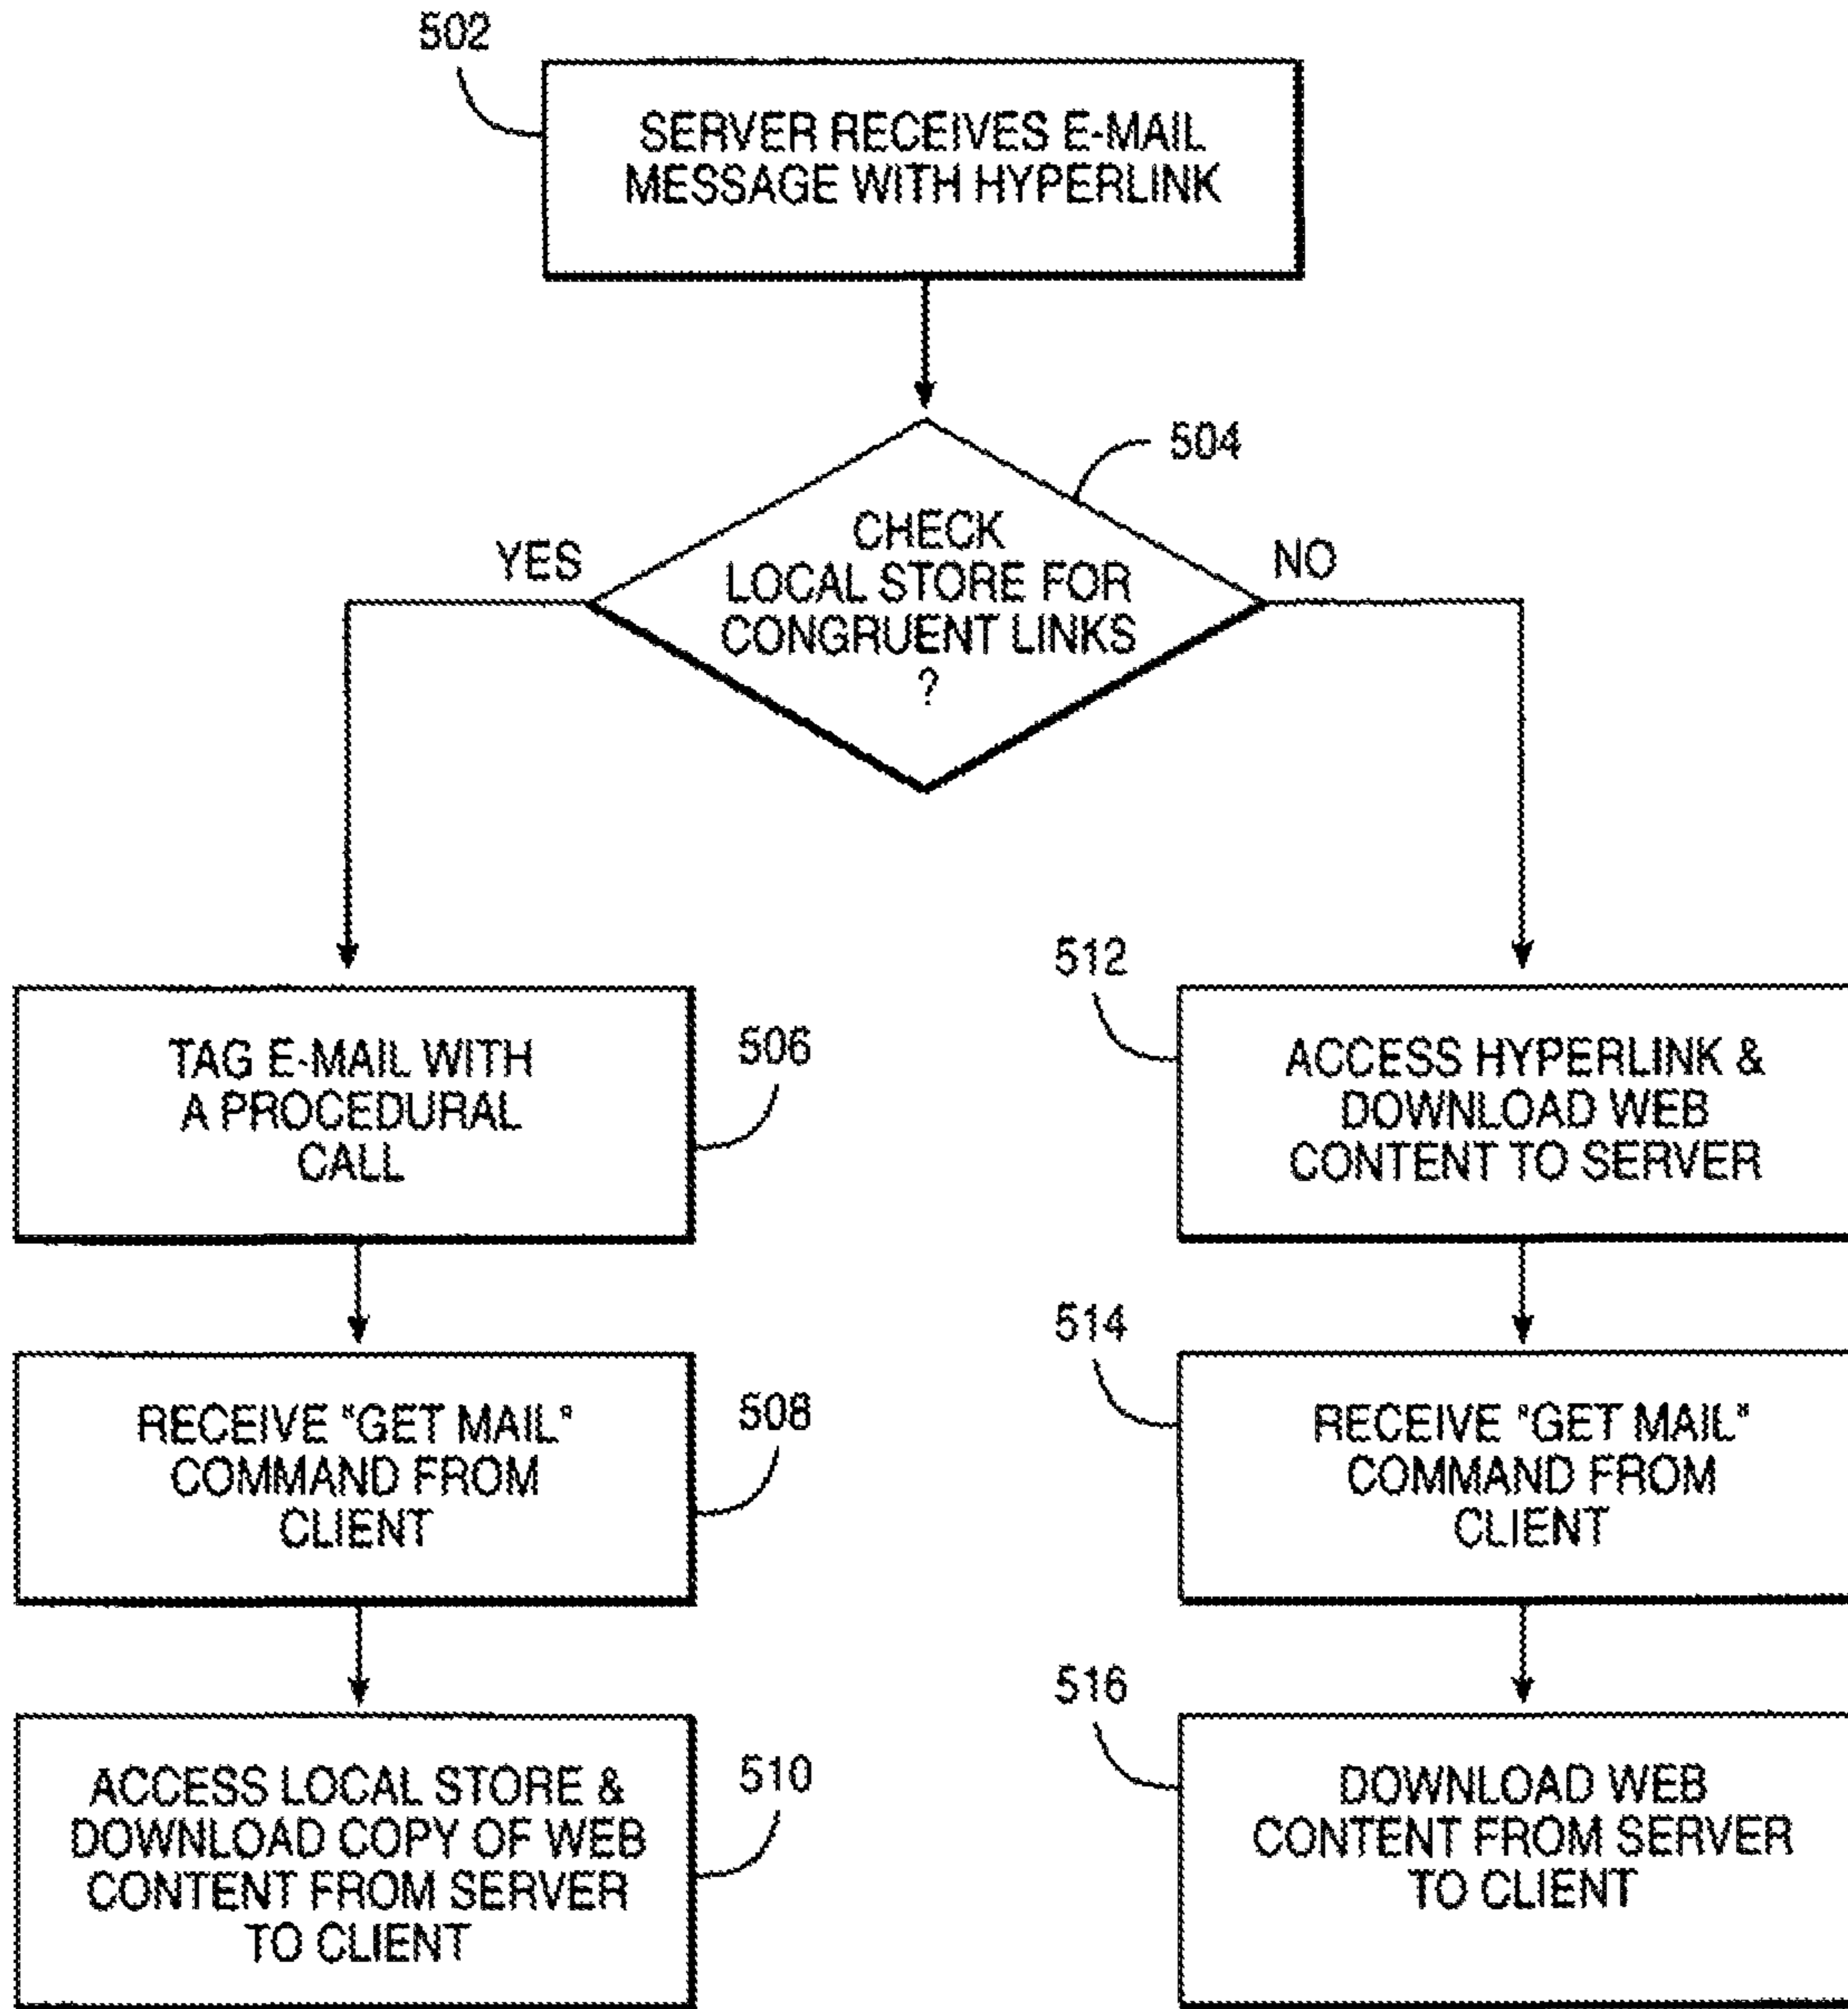 502
SERVER RECEIVES E-MAIL
MESSAGE WITH HYPERLINK
504
CHECK
LOCAL STORE FOR
CONGRUENT LINKS
?
YES
NO
506
TAG E-MAIL WITH
A PROCEDURAL
CALL
508
RECEIVE "GET MAIL"
COMMAND FROM
CLIENT
510
ACCESS LOCAL STORE &
DOWNLOAD COPY OF WEB
CONTENT FROM SERVER
TO CLIENT
512
ACCESS HYPERLINK &
DOWNLOAD WEB
CONTENT TO SERVER
514
RECEIVE "GET MAIL"
COMMAND FROM
CLIENT
516
DOWNLOAD WEB
CONTENT FROM SERVER
TO CLIENT